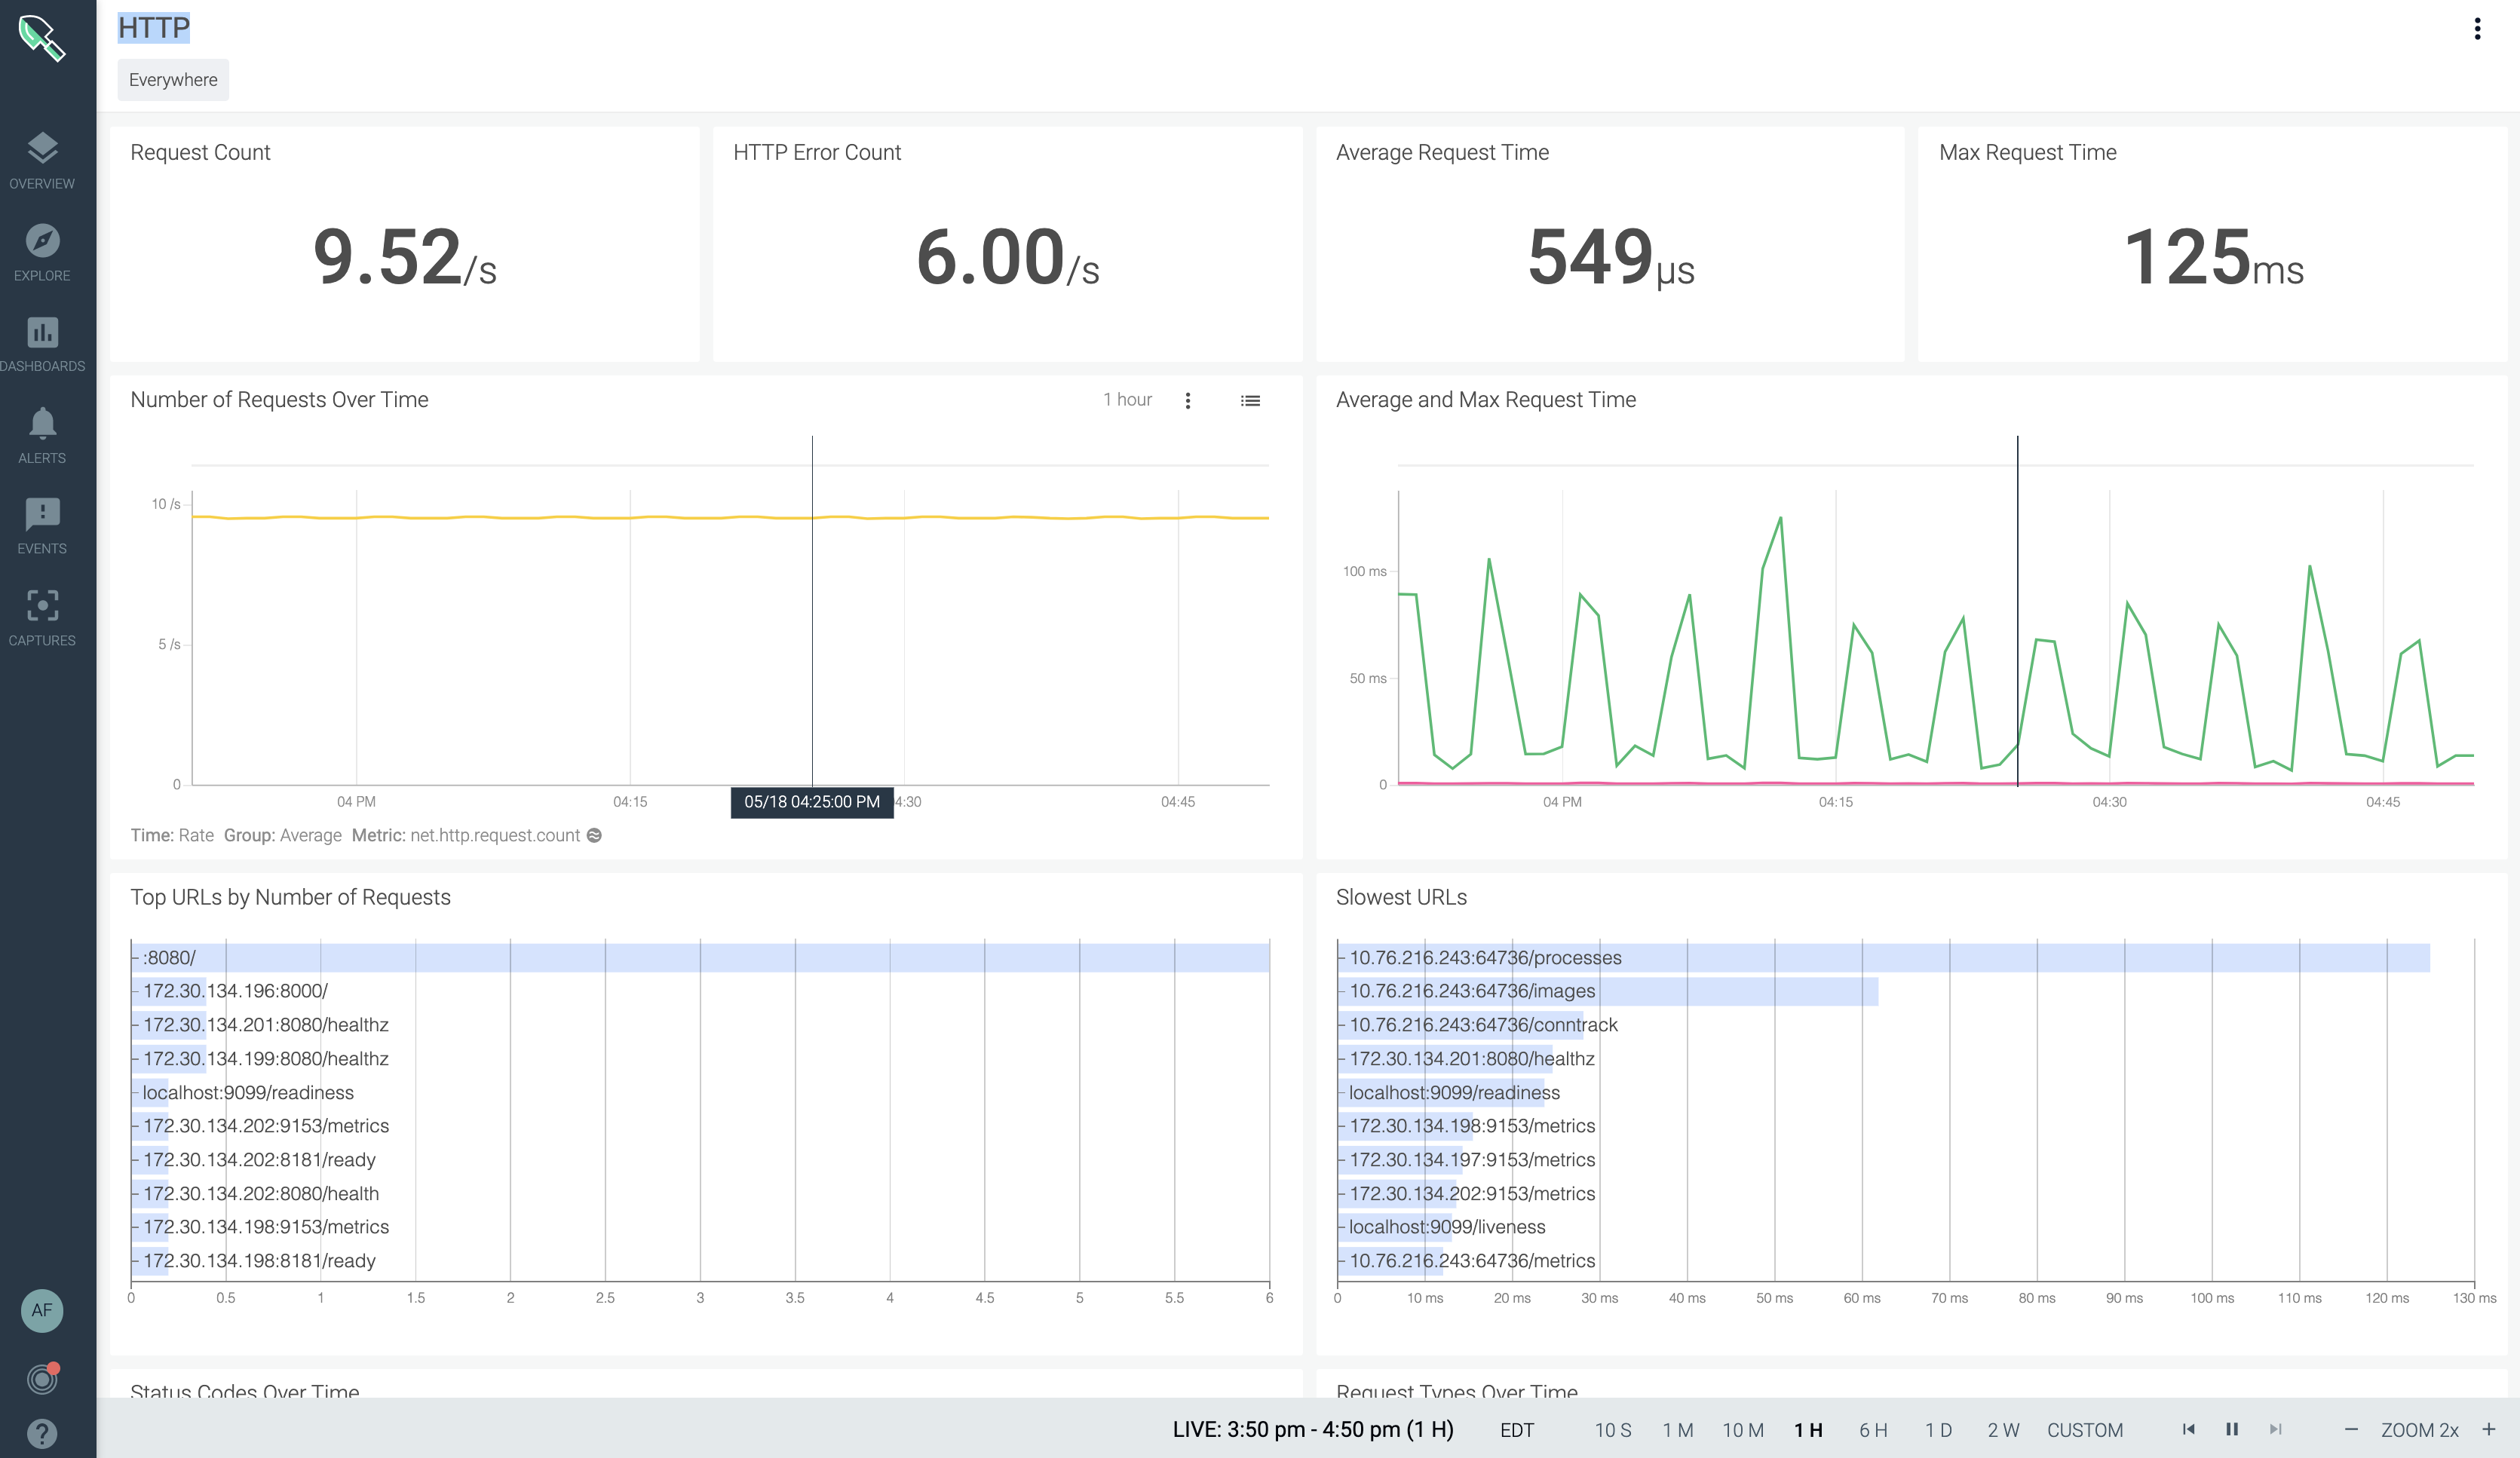 HTTP
Everywhere
OVERVIEW
EXPLORE
DASHBOARDS
ALERTS
EVENTS
CAPTURES
AF
Request Count
9.52/s
HTTP Error Count
6.00/s
Average Request Time
549µs
Max Request Time
125ms
Number of Requests Over Time
1 hour
10 /s
5 /s
0
04 PM
04:15
05/18 04:25:00 PM
04:30
04:45
Time: Rate Group: Average Metric: net.http.request.count
Average and Max Request Time
100 ms
50 ms
0
04 PM
04:15
04:30
04:45
Top URLs by Number of Requests
:8080/
172.30.134.196:8000/
172.30.134.201:8080/healthz
172.30.134.199:8080/healthz
localhost:9099/readiness
172.30.134.202:9153/metrics
172.30.134.202:8181/ready
172.30.134.202:8080/health
172.30.134.198:9153/metrics
172.30.134.198:8181/ready
0 0.5 1 1.5 2 2.5 3 3.5 4 4.5 5 5.5 6
Slowest URLs
10.76.216.243:64736/processes
10.76.216.243:64736/images
10.76.216.243:64736/conntrack
172.30.134.201:8080/healthz
localhost:9099/readiness
172.30.134.198:9153/metrics
172.30.134.197:9153/metrics
172.30.134.202:9153/metrics
localhost:9099/liveness
10.76.216.243:64736/metrics
0 10 ms 20 ms 30 ms 40 ms 50 ms 60 ms 70 ms 80 ms 90 ms 100 ms 110 ms 120 ms 130 ms
Status Codes Over Time
Request Types Over Time
LIVE: 3:50 pm - 4:50 pm (1 H) EDT 10 S 1 M 10 M 1 H 6 H 1 D 2 W CUSTOM ZOOM 2x